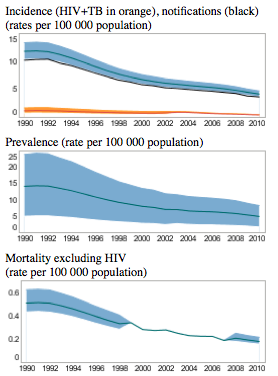 Incidence (HIV+TB in orange), notifications (black)
(rates per 100 000 population)
15
10
5
0
1990 1992 1994 1996 1998 2000 2002 2004 2006 2008 2010
Prevalence (rate per 100 000 population)
25
20
15
10
5
0
1990 1992 1994 1996 1998 2000 2002 2004 2006 2008 2010
Mortality excluding HIV
(rate per 100 000 population)
0.6
0.4
0.2
0
1990 1992 1994 1996 1998 2000 2002 2004 2006 2008 2010